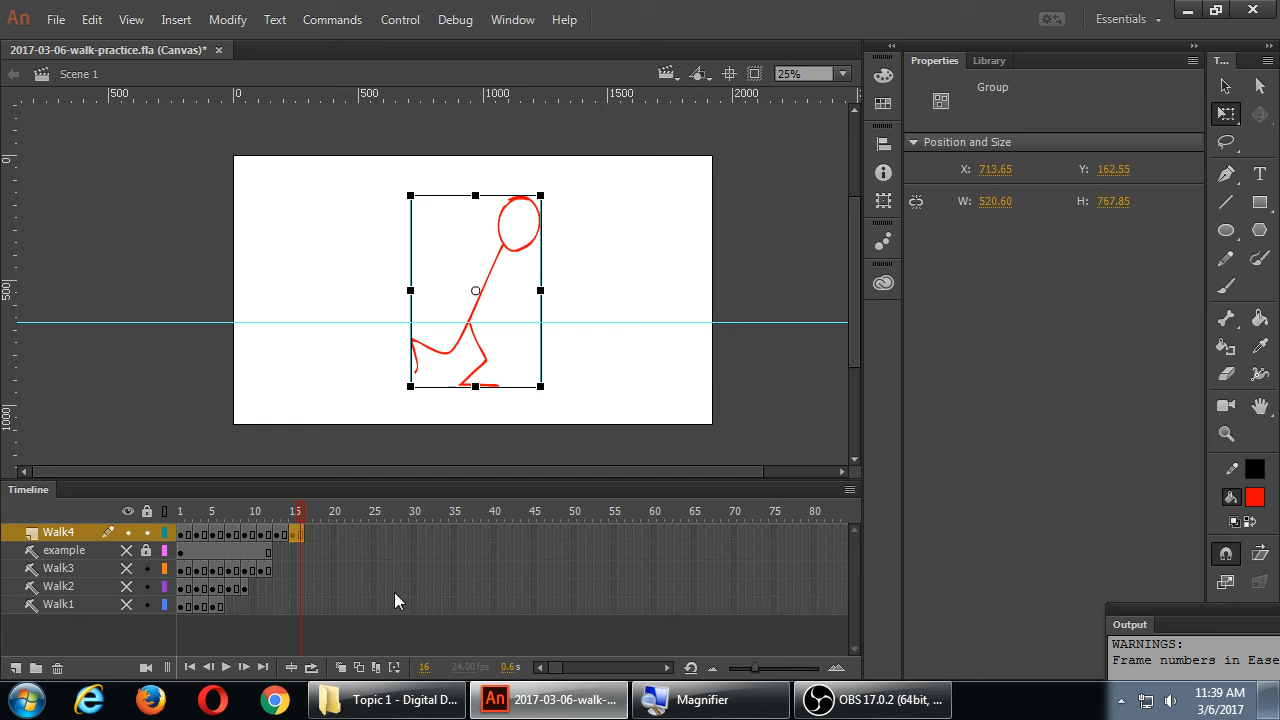 An File Edit View Insert Modify Text Commands Control Debug Window Help Essentials
2017-03-06-walk-practice.fla (Canvas)* ×
Scene 1 25%
Properties Library T...
Group
Position and Size
X: 713.65 Y: 162.55
W: 520.60 H: 767.85
500 0 500 1000 1500 2000
0
500
1000
Timeline
1 5 10 15 20 25 30 35 40 45 50 55 60 65 70 75 80
Walk4
example
Walk3
Walk2
Walk1
16 24.00 fps 0.6 s
Output
WARNINGS:
Frame numbers in Ease
Topic 1 - Digital D... An 2017-03-06-walk-... Magnifier OBS 17.0.2 (64bit, ...
11:39 AM
3/6/2017